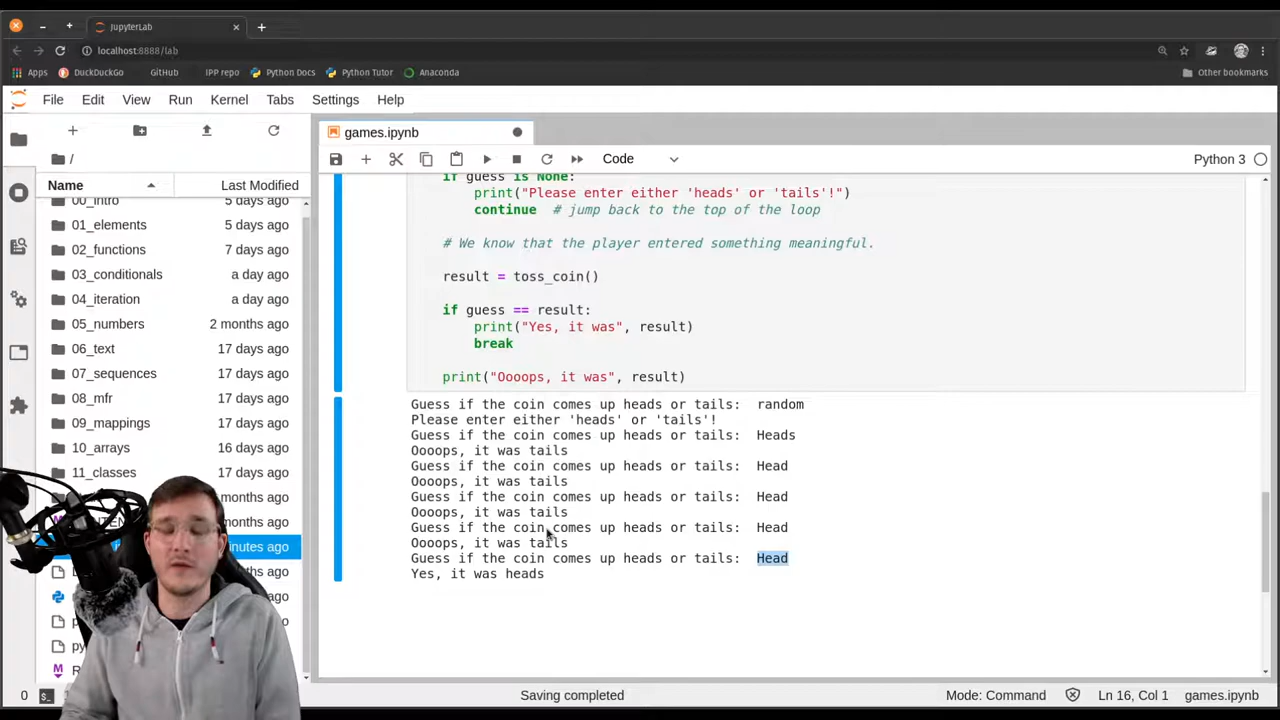 JupyterLab
localhost:8888/lab
Apps DuckDuckGo GitHub IPP repo Python Docs Python Tutor Anaconda Other bookmarks
File Edit View Run Kernel Tabs Settings Help
games.ipynb
Code Python 3
/
Name Last Modified
00_intro 5 days ago
01_elements 5 days ago
02_functions 7 days ago
03_conditionals a day ago
04_iteration a day ago
05_numbers 2 months ago
06_text 17 days ago
07_sequences 17 days ago
08_mfr 17 days ago
09_mappings 17 days ago
10_arrays 16 days ago
11_classes 17 days ago
months ago
months ago
minutes ago
if guess is None:
print("Please enter either 'heads' or 'tails'!")
continue # jump back to the top of the loop
# We know that the player entered something meaningful.
result = toss_coin()
if guess == result:
print("Yes, it was", result)
break
print("Oooops, it was", result)
Guess if the coin comes up heads or tails: random
Please enter either 'heads' or 'tails'!
Guess if the coin comes up heads or tails: Heads
Oooops, it was tails
Guess if the coin comes up heads or tails: Head
Oooops, it was tails
Guess if the coin comes up heads or tails: Head
Oooops, it was tails
Guess if the coin comes up heads or tails: Head
Oooops, it was tails
Guess if the coin comes up heads or tails: Head
Yes, it was heads
0 Saving completed Mode: Command Ln 16, Col 1 games.ipynb